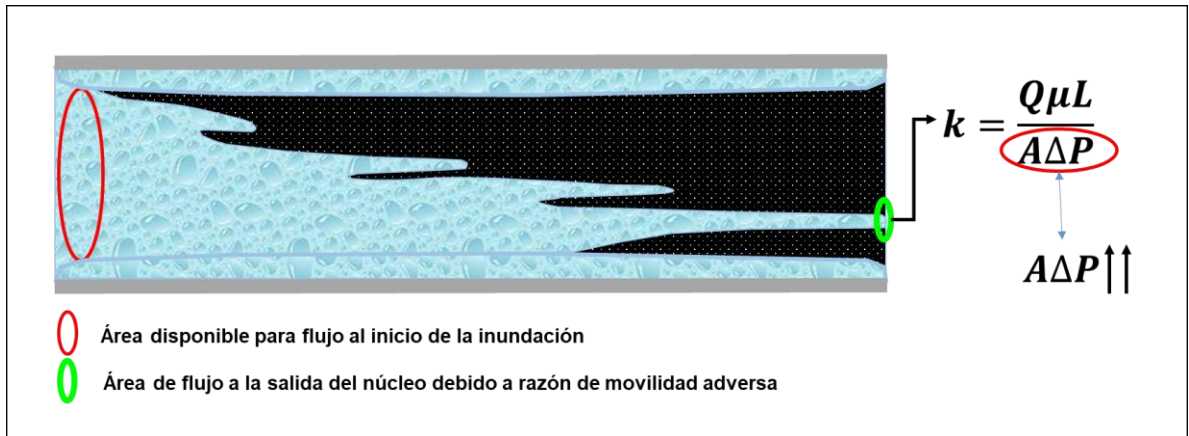 k = QμL / AΔP
AΔP↑↑
Área disponible para flujo al inicio de la inundación
Área de flujo a la salida del núcleo debido a razón de movilidad adversa